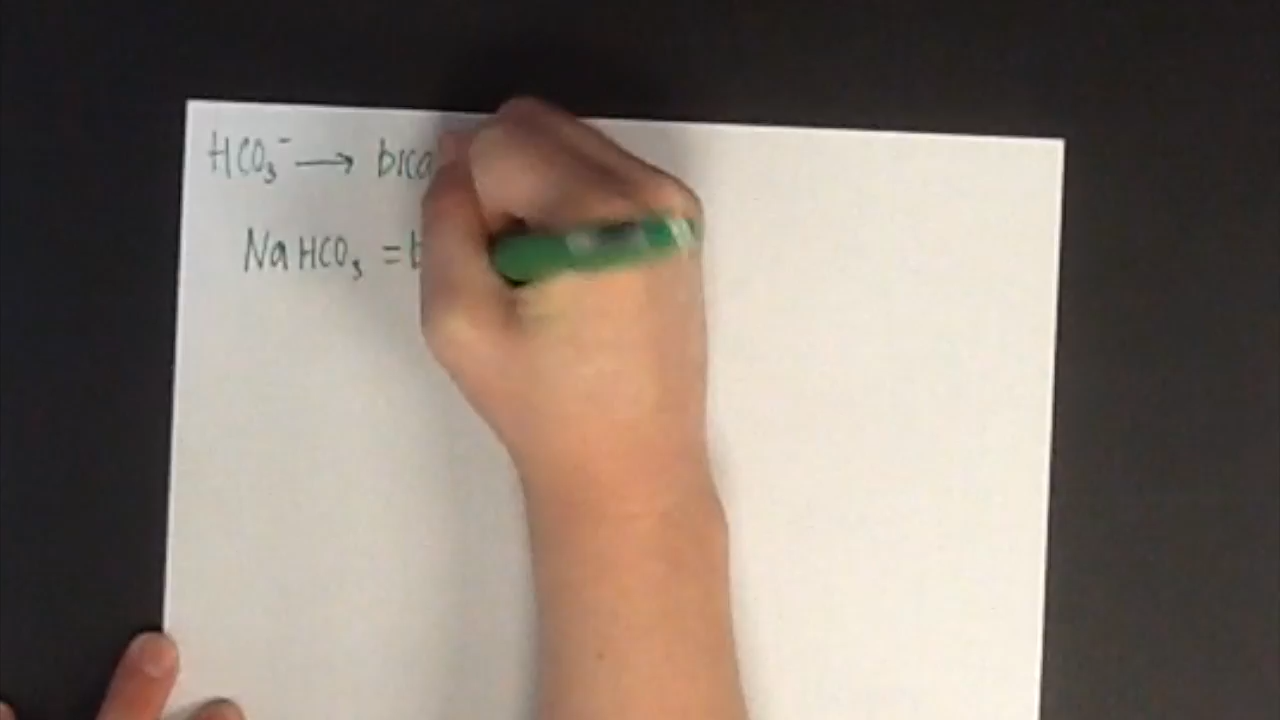 HCO₃⁻ → bica
NaHCO₃ = b